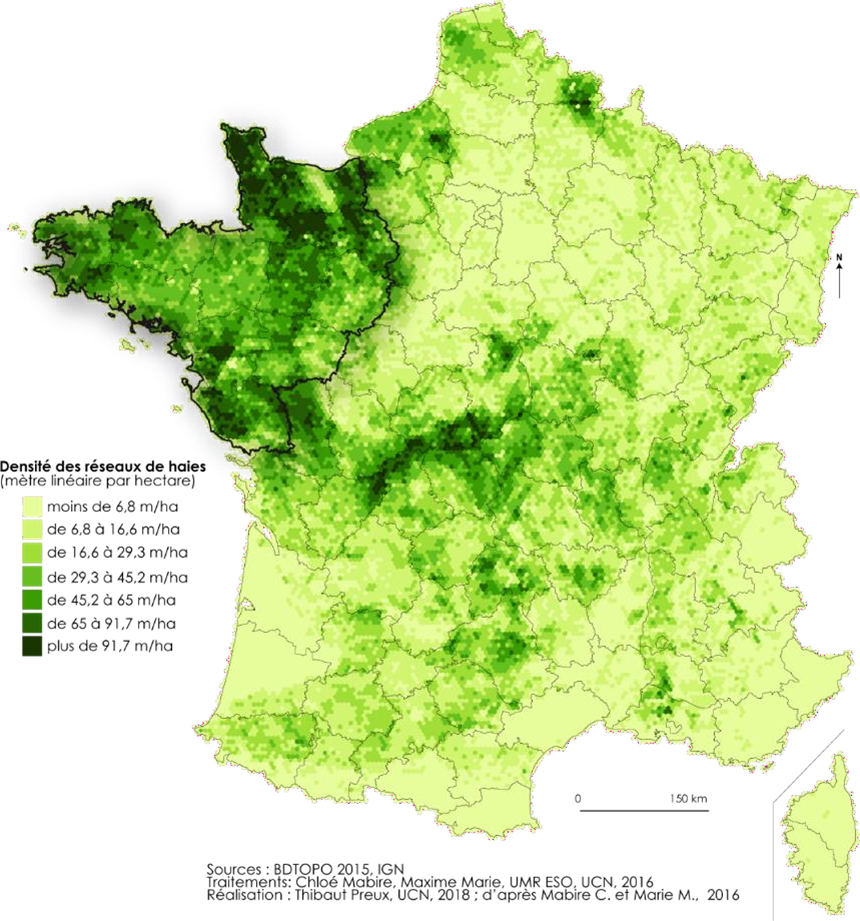 N
Densité des réseaux de haies
(mètre linéaire par hectare)
moins de 6,8 m/ha
de 6,8 à 16,6 m/ha
de 16,6 à 29,3 m/ha
de 29,3 à 45,2 m/ha
de 45,2 à 65 m/ha
de 65 à 91,7 m/ha
plus de 91,7 m/ha
0 150 km
Sources : BDTOPO 2015, IGN
Traitements: Chloé Mabire, Maxime Marie, UMR ESO, UCN, 2016
Réalisation : Thibaut Preux, UCN, 2018 ; d'après Mabire C. et Marie M., 2016